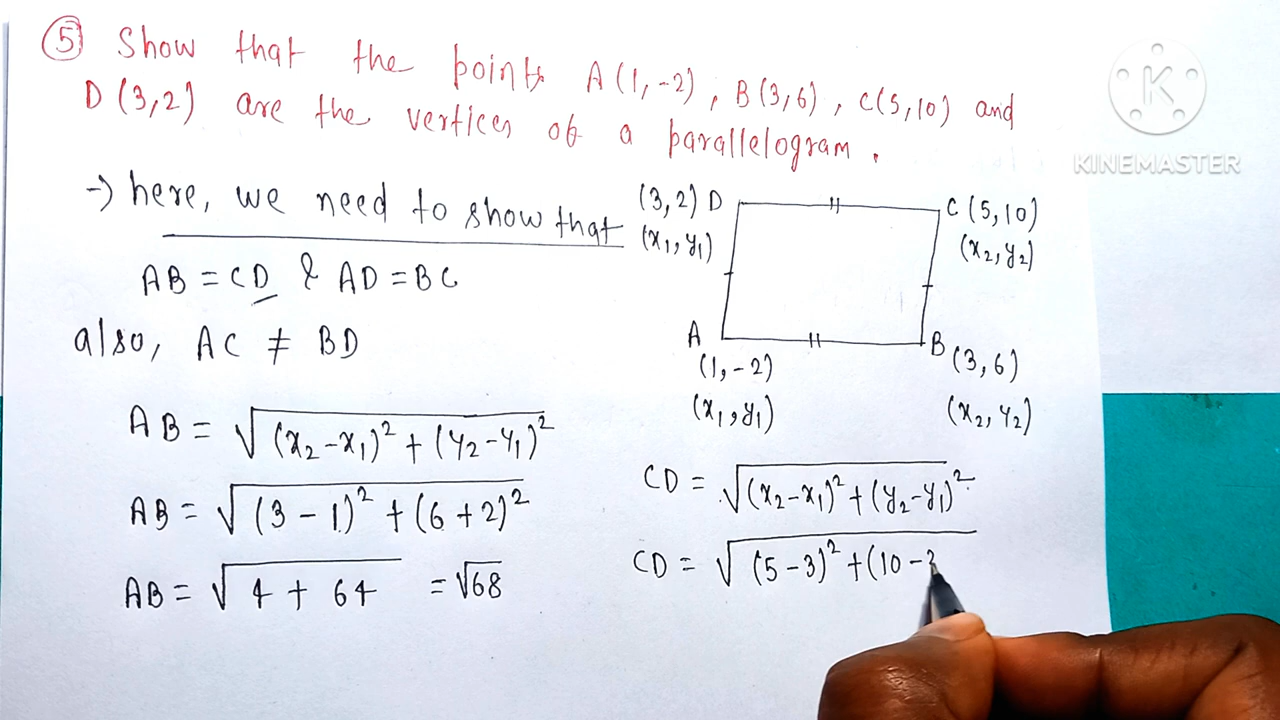 ⑤ Show that the points A(1,-2), B(3,6), C(5,10) and
D(3,2) are the vertices of a parallelogram.
K
KINEMASTER
→ here, we need to show that
AB = CD & AD = BC
also, AC ≠ BD
(3,2) D
(x₁, y₁)
C (5,10)
(x₂, y₂)
A
(1,-2)
(x₁, y₁)
B (3,6)
(x₂, y₂)
AB = √(x₂-x₁)² + (y₂-y₁)²
AB = √(3-1)² + (6+2)²
AB = √4 + 64 = √68
CD = √(x₂-x₁)² + (y₂-y₁)²
CD = √(5-3)² + (10-